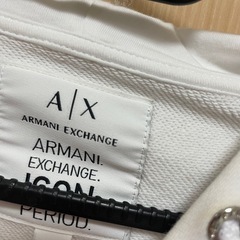 A|X
ARMANI EXCHANGE
ARMANI.
EXCHANGE.
ICON
PERIOD.